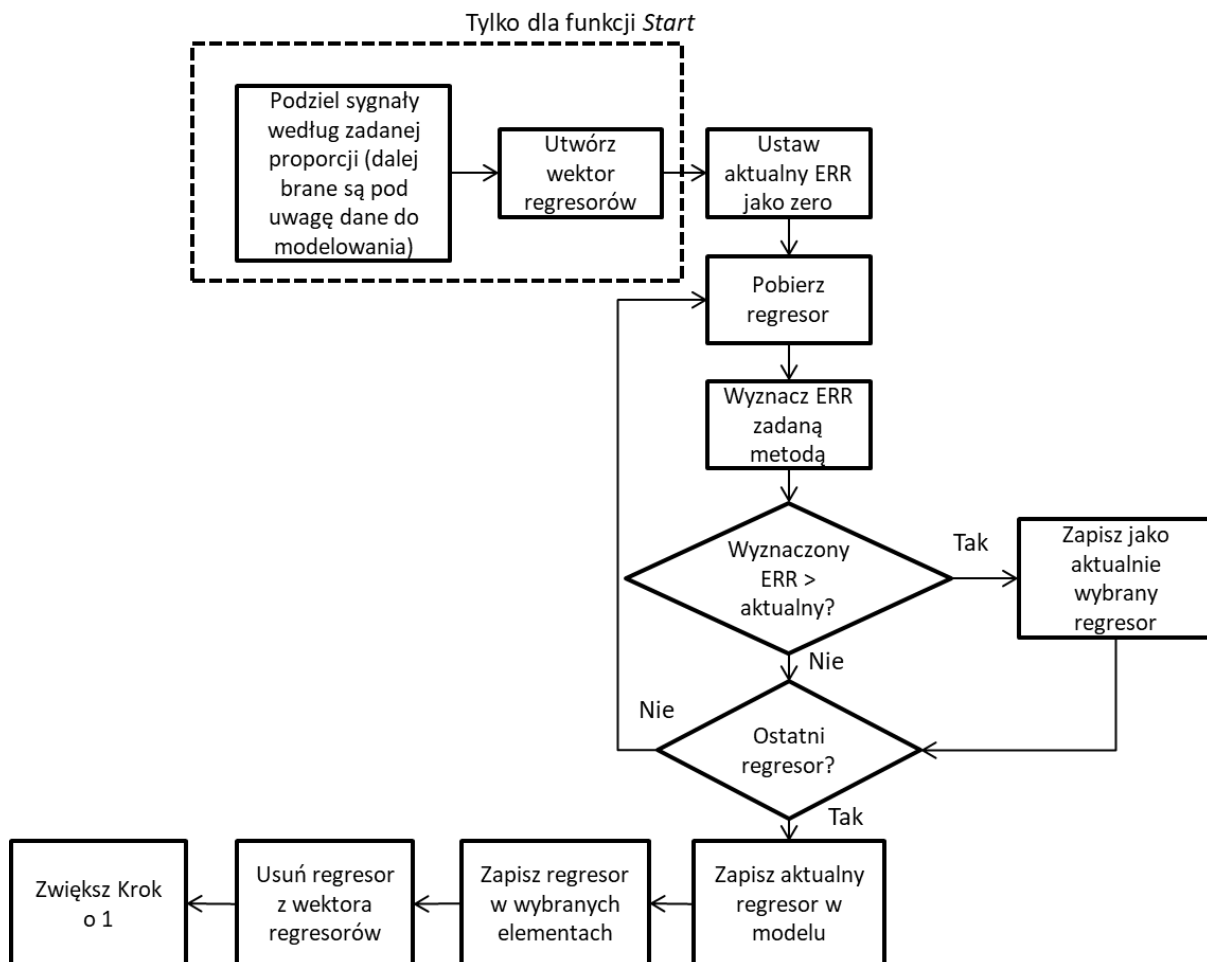 Tylko dla funkcji Start
Podziel sygnały
według zadanej
proporcji (dalej
brane są pod
uwagę dane do
modelowania)
Utwórz
wektor
regresorów
Ustaw
aktualny ERR
jako zero
Pobierz
regresor
Wyznacz ERR
zadaną
metodą
Wyznaczony
ERR >
aktualny?
Tak
Zapisz jako
aktualnie
wybrany
regresor
Nie
Nie
Ostatni
regresor?
Tak
Zwiększ Krok
o 1
Usuń regresor
z wektora
regresorów
Zapisz regresor
w wybranych
elementach
Zapisz aktualny
regresor w
modelu